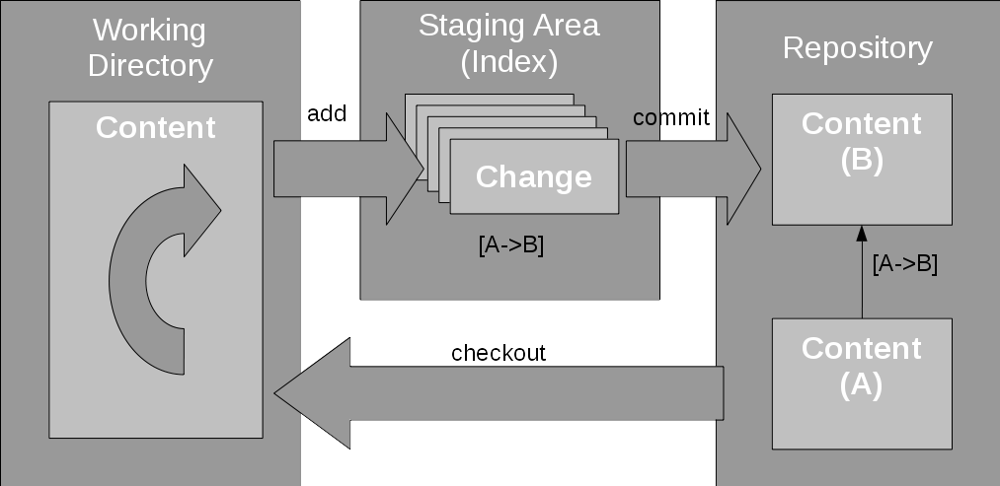 Working
Directory
Content
add
Staging Area
(Index)
Change
[A->B]
commit
Repository
Content
(B)
[A->B]
Content
(A)
checkout